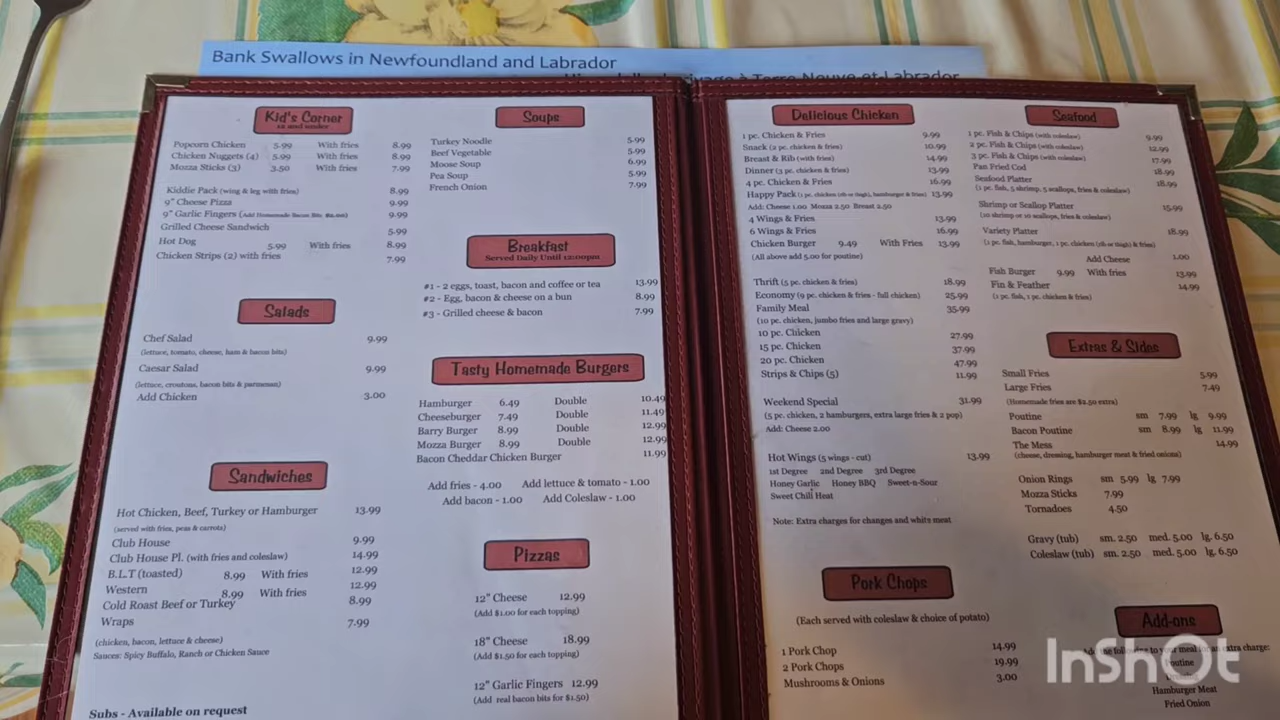 Bank Swallows in Newfoundland and Labrador
Kid's Corner
12 and under
Popcorn Chicken 5.99 With fries 8.99
Chicken Nuggets (4) 5.99 With fries 8.99
Mozza Sticks (3) 3.50 With fries 7.99
Kiddie Pack (wing & leg with fries) 8.99
9" Cheese Pizza 9.99
9" Garlic Fingers (Add Homemade Bacon Bits $2.00) 9.99
Grilled Cheese Sandwich 5.99
Hot Dog 5.99 With fries 8.99
Chicken Strips (2) with fries 7.99
Salads
Chef Salad 9.99
(lettuce, tomato, cheese, ham & bacon bits)
Caesar Salad 9.99
(lettuce, croutons, bacon bits & parmesan)
Add Chicken 3.00
Sandwiches
Hot Chicken, Beef, Turkey or Hamburger 13.99
(served with fries, peas & carrots)
Club House 9.99
Club House Pl. (with fries and coleslaw) 14.99
B.L.T (toasted) 8.99 With fries 12.99
Western 8.99 With fries 12.99
Cold Roast Beef or Turkey 8.99
Wraps 7.99
(chicken, bacon, lettuce & cheese)
Sauces: Spicy Buffalo, Ranch or Chicken Sauce
Subs - Available on request
Soups
Turkey Noodle 5.99
Beef Vegetable 5.99
Moose Soup 6.99
Pea Soup 5.99
French Onion 7.99
Breakfast
Served Daily Until 12:00pm
#1 - 2 eggs, toast, bacon and coffee or tea 13.99
#2 - Egg, bacon & cheese on a bun 8.99
#3 - Grilled cheese & bacon 7.99
Tasty Homemade Burgers
Hamburger 6.49 Double 10.49
Cheeseburger 7.49 Double 11.49
Barry Burger 8.99 Double 12.99
Mozza Burger 8.99 Double 12.99
Bacon Cheddar Chicken Burger 11.99
Add fries - 4.00 Add lettuce & tomato - 1.00
Add bacon - 1.00 Add Coleslaw - 1.00
Pizzas
12" Cheese 12.99
(Add $1.00 for each topping)
18" Cheese 18.99
(Add $1.50 for each topping)
12" Garlic Fingers 12.99
(Add real bacon bits for $1.50)
Delicious Chicken
1 pc. Chicken & Fries 9.99
Snack (2 pc. chicken & fries) 10.99
Breast & Rib (with fries) 14.99
Dinner (3 pc. chicken & fries) 13.99
4 pc. Chicken & Fries 16.99
Happy Pack (1 pc. chicken (rib or thigh), hamburger & fries) 13.99
Add: Cheese 1.00 Mozza 2.50 Breast 2.50
4 Wings & Fries 13.99
6 Wings & Fries 16.99
Chicken Burger 9.49 With Fries 13.99
(All above add 5.00 for poutine)
Thrift (5 pc. chicken & fries) 18.99
Economy (9 pc. chicken & fries - full chicken) 25.99
Family Meal 35.99
(10 pc. chicken, jumbo fries and large gravy)
10 pc. Chicken 27.99
15 pc. Chicken 37.99
20 pc. Chicken 47.99
Strips & Chips (5) 11.99
Weekend Special 31.99
(5 pc. chicken, 2 hamburgers, extra large fries & 2 pop)
Add: Cheese 2.00
Hot Wings (5 wings - cut) 13.99
1st Degree 2nd Degree 3rd Degree
Honey Garlic Honey BBQ Sweet-n-Sour
Sweet Chili Heat
Note: Extra charges for changes and white meat
Pork Chops
(Each served with coleslaw & choice of potato)
1 Pork Chop 14.99
2 Pork Chops 19.99
Mushrooms & Onions 3.00
Seafood
1 pc. Fish & Chips (with coleslaw) 9.99
2 pc. Fish & Chips (with coleslaw) 12.99
3 pc. Fish & Chips (with coleslaw) 17.99
Pan Fried Cod 18.99
Seafood Platter 18.99
(1 pc. fish, 5 shrimp, 5 scallops, fries & coleslaw)
Shrimp or Scallop Platter 15.99
(10 shrimp or 10 scallops, fries & coleslaw)
Variety Platter 18.99
(1 pc. fish, hamburger, 1 pc. chicken (rib or thigh) & fries)
Add Cheese 1.00
Fish Burger 9.99 With fries 13.99
Fin & Feather 14.99
(1 pc. fish, 1 pc. chicken & fries)
Extras & Sides
Small Fries 5.99
Large Fries 7.49
(Homemade fries are $2.50 extra)
Poutine sm 7.99 lg 9.99
Bacon Poutine sm 8.99 lg 11.99
The Mess 14.99
(cheese, dressing, hamburger meat & fried onions)
Onion Rings sm 5.99 lg 7.99
Mozza Sticks 7.99
Tornadoes 4.50
Gravy (tub) sm. 2.50 med. 5.00 lg. 6.50
Coleslaw (tub) sm. 2.50 med. 5.00 lg. 6.50
Add-ons
the following to your meal for an extra charge:
Poutine
Hamburger Meat
Fried Onion
InShOt